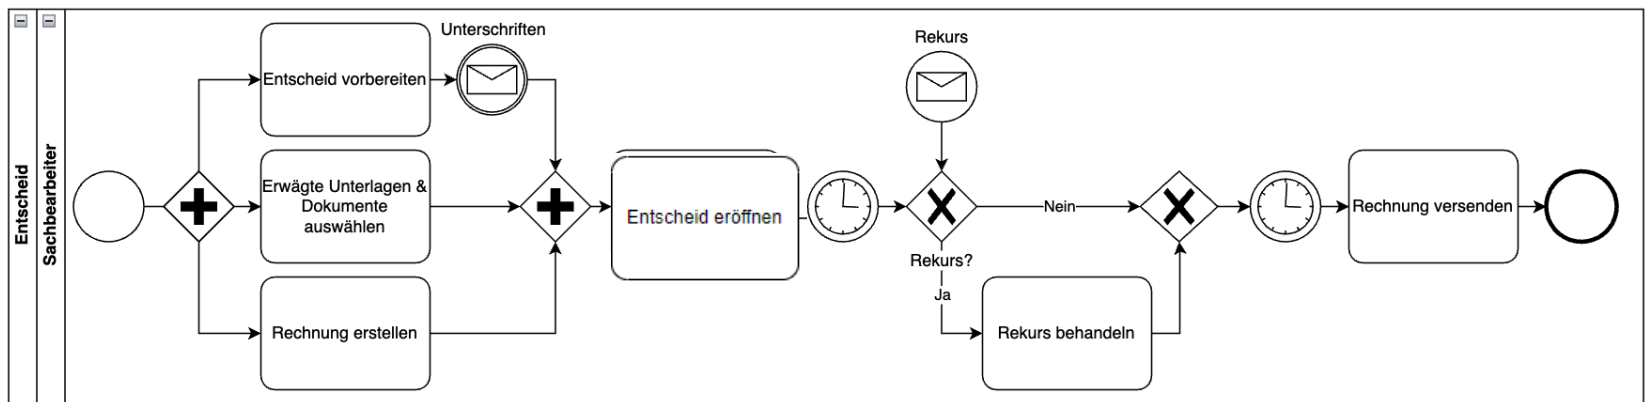 Entscheid
Sachbearbeiter
Entscheid vorbereiten
Unterschriften
Erwägte Unterlagen &
Dokumente
auswählen
Rechnung erstellen
Entscheid eröffnen
Rekurs
Rekurs?
Nein
Ja
Rekurs behandeln
Rechnung versenden